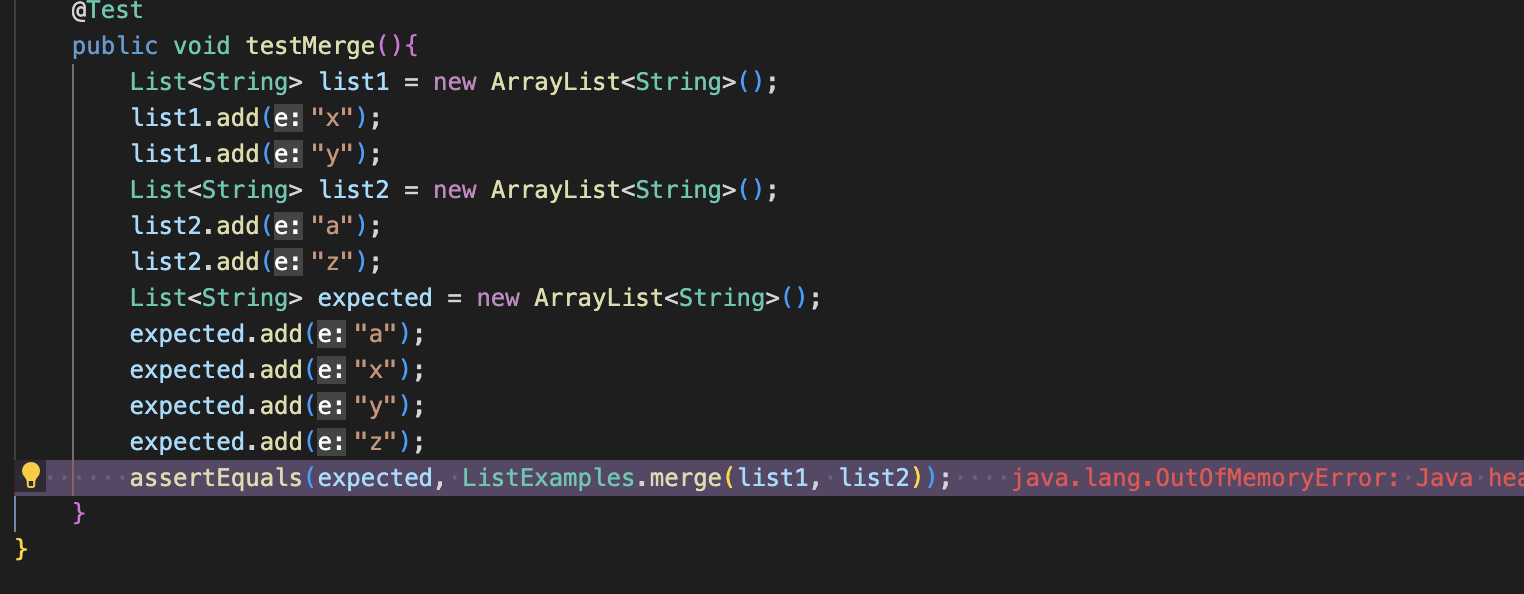 @Test
public void testMerge(){
List<String> list1 = new ArrayList<String>();
list1.add(e: "x");
list1.add(e: "y");
List<String> list2 = new ArrayList<String>();
list2.add(e: "a");
list2.add(e: "z");
List<String> expected = new ArrayList<String>();
expected.add(e: "a");
expected.add(e: "x");
expected.add(e: "y");
expected.add(e: "z");
assertEquals(expected, ListExamples.merge(list1, list2)); java.lang.OutOfMemoryError: Java hea
}
}